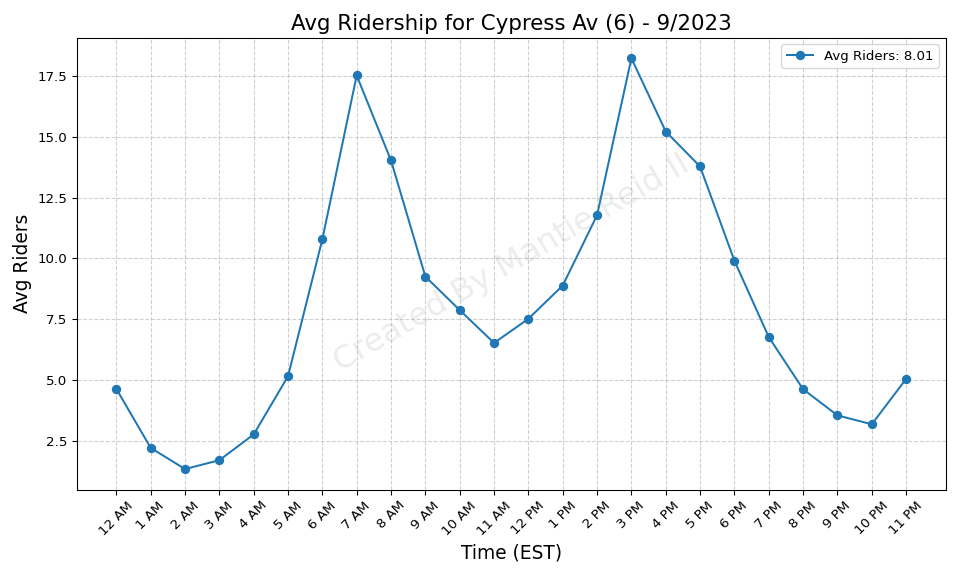 Avg Ridership for Cypress Av (6) - 9/2023
Avg Riders: 8.01
17.5
15.0
12.5
10.0
7.5
5.0
2.5
Avg Riders
Created By Mantie Reid II
12 AM
1 AM
2 AM
3 AM
4 AM
5 AM
6 AM
7 AM
8 AM
9 AM
10 AM
11 AM
12 PM
1 PM
2 PM
3 PM
4 PM
5 PM
6 PM
7 PM
8 PM
9 PM
10 PM
11 PM
Time (EST)